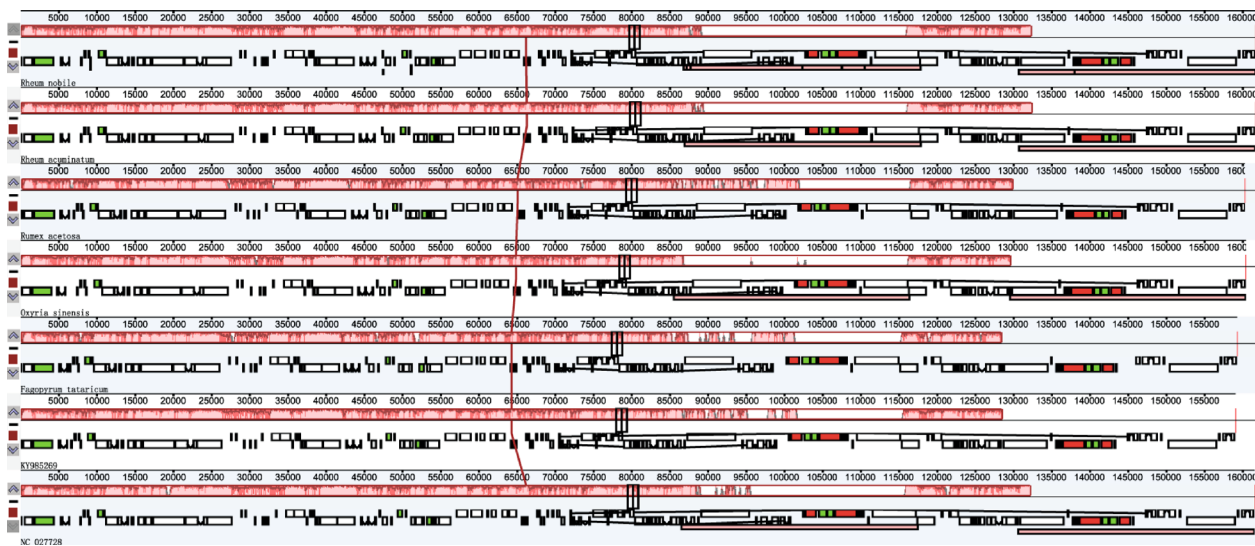 5000 10000 15000 20000 25000 30000 35000 40000 45000 50000 55000 60000 65000 70000 75000 80000 85000 90000 95000 100000 105000 110000 115000 120000 125000 130000 135000 140000 145000 150000 155000 160000
Rheum nobile
5000 10000 15000 20000 25000 30000 35000 40000 45000 50000 55000 60000 65000 70000 75000 80000 85000 90000 95000 100000 105000 110000 115000 120000 125000 130000 135000 140000 145000 150000 155000 160000
Rheum acuminatum
5000 10000 15000 20000 25000 30000 35000 40000 45000 50000 55000 60000 65000 70000 75000 80000 85000 90000 95000 100000 105000 110000 115000 120000 125000 130000 135000 140000 145000 150000 155000
Rumex acetosa
5000 10000 15000 20000 25000 30000 35000 40000 45000 50000 55000 60000 65000 70000 75000 80000 85000 90000 95000 100000 105000 110000 115000 120000 125000 130000 135000 140000 145000 150000 155000
Oxyria sinensis
5000 10000 15000 20000 25000 30000 35000 40000 45000 50000 55000 60000 65000 70000 75000 80000 85000 90000 95000 100000 105000 110000 115000 120000 125000 130000 135000 140000 145000 150000 155000
Fagopyrum tataricum
5000 10000 15000 20000 25000 30000 35000 40000 45000 50000 55000 60000 65000 70000 75000 80000 85000 90000 95000 100000 105000 110000 115000 120000 125000 130000 135000 140000 145000 150000 155000
KY985269
5000 10000 15000 20000 25000 30000 35000 40000 45000 50000 55000 60000 65000 70000 75000 80000 85000 90000 95000 100000 105000 110000 115000 120000 125000 130000 135000 140000 145000 150000 155000 160000
NC_027728